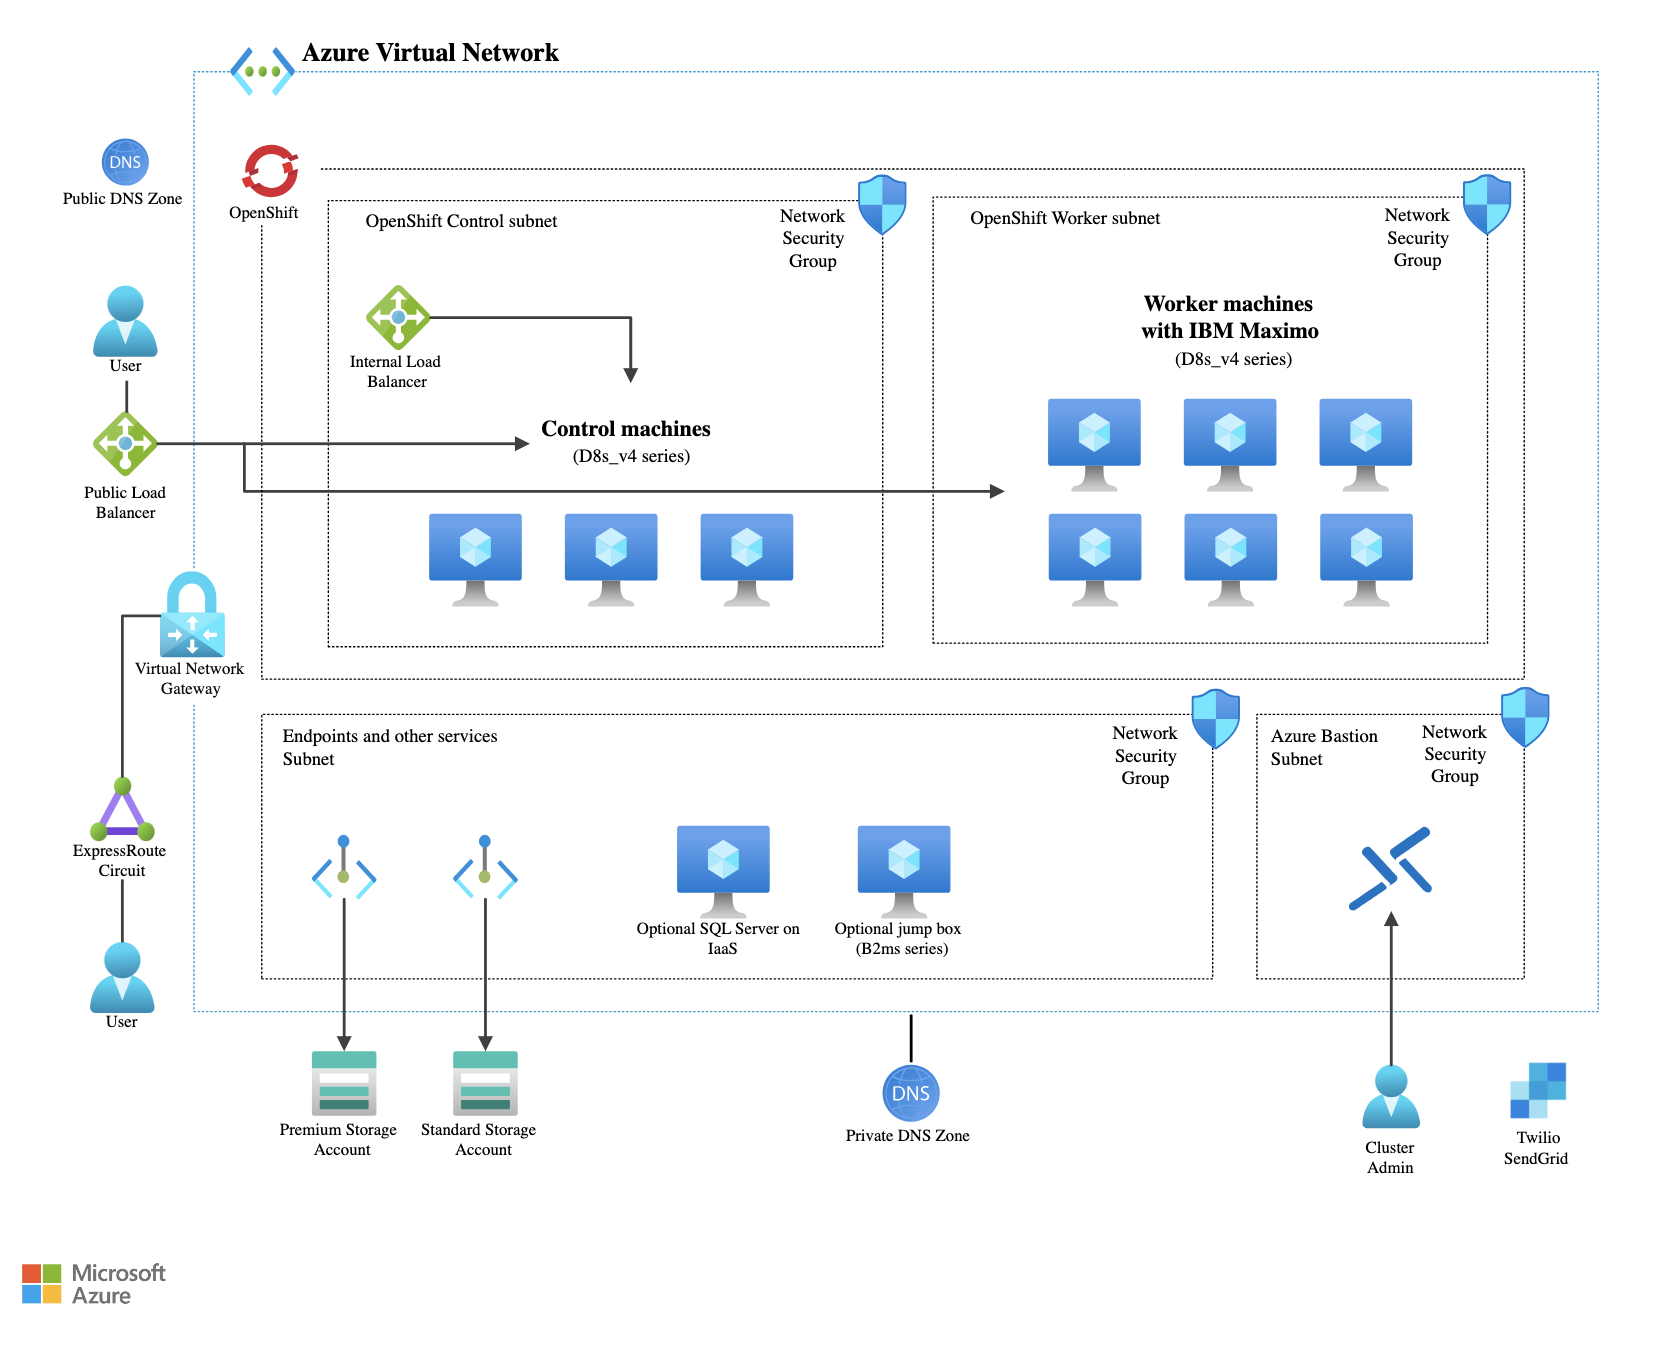 Azure Virtual Network
DNS
Public DNS Zone
OpenShift
OpenShift Control subnet
Network
Security
Group
OpenShift Worker subnet
Network
Security
Group
User
Internal Load
Balancer
Worker machines
with IBM Maximo
(D8s_v4 series)
Control machines
(D8s_v4 series)
Public Load
Balancer
Virtual Network
Gateway
Endpoints and other services
Subnet
Network
Security
Group
Azure Bastion
Subnet
Network
Security
Group
ExpressRoute
Circuit
Optional SQL Server on
IaaS
Optional jump box
(B2ms series)
User
Premium Storage
Account
Standard Storage
Account
DNS
Private DNS Zone
Cluster
Admin
Twilio
SendGrid
Microsoft
Azure